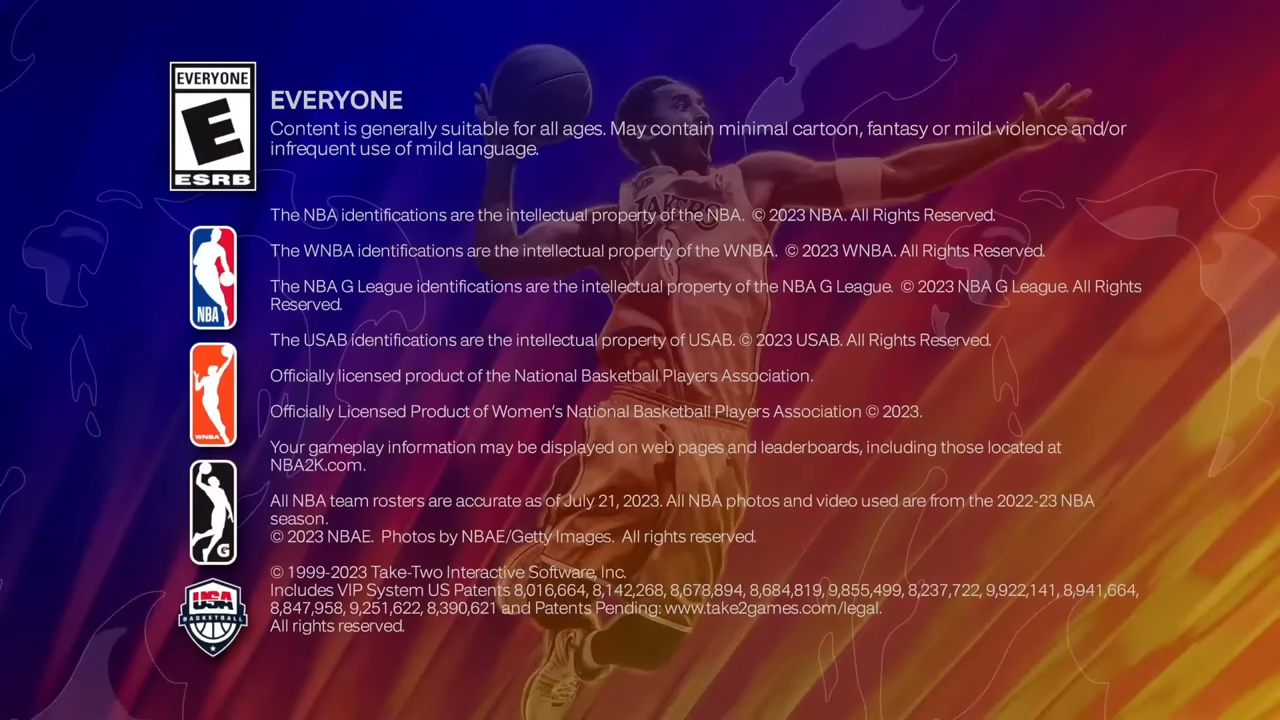 EVERYONE
E
ESRB
EVERYONE
Content is generally suitable for all ages. May contain minimal cartoon, fantasy or mild violence and/or
infrequent use of mild language.
The NBA identifications are the intellectual property of the NBA. © 2023 NBA. All Rights Reserved.
The WNBA identifications are the intellectual property of the WNBA. © 2023 WNBA. All Rights Reserved.
The NBA G League identifications are the intellectual property of the NBA G League. © 2023 NBA G League. All Rights
Reserved.
The USAB identifications are the intellectual property of USAB. © 2023 USAB. All Rights Reserved.
Officially licensed product of the National Basketball Players Association.
Officially Licensed Product of Women's National Basketball Players Association © 2023.
Your gameplay information may be displayed on web pages and leaderboards, including those located at
NBA2K.com.
All NBA team rosters are accurate as of July 21, 2023. All NBA photos and video used are from the 2022-23 NBA
season.
© 2023 NBAE. Photos by NBAE/Getty Images. All rights reserved.
© 1999-2023 Take-Two Interactive Software, Inc.
Includes VIP System US Patents 8,016,664, 8,142,268, 8,678,894, 8,684,819, 9,855,499, 8,237,722, 9,922,141, 8,941,664,
8,847,958, 9,251,622, 8,390,621 and Patents Pending: www.take2games.com/legal.
All rights reserved.
NBA
WNBA
G
USA
BASKETBALL
LAKERS
8